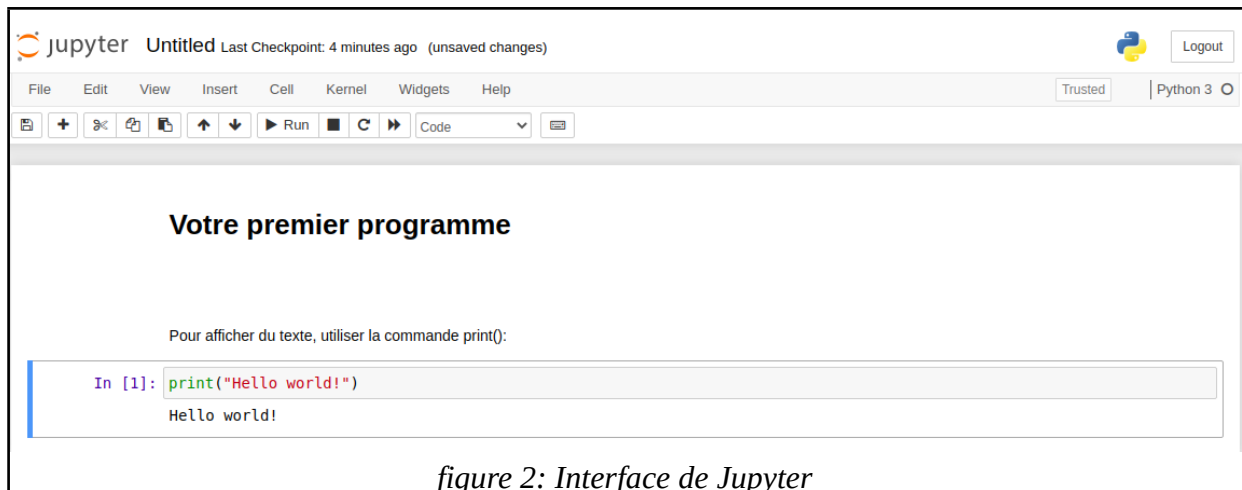 jupyter Untitled Last Checkpoint: 4 minutes ago (unsaved changes) Logout
File Edit View Insert Cell Kernel Widgets Help Trusted Python 3
Run Code
Votre premier programme
Pour afficher du texte, utiliser la commande print():
In [1]: print("Hello world!")
Hello world!
figure 2: Interface de Jupyter